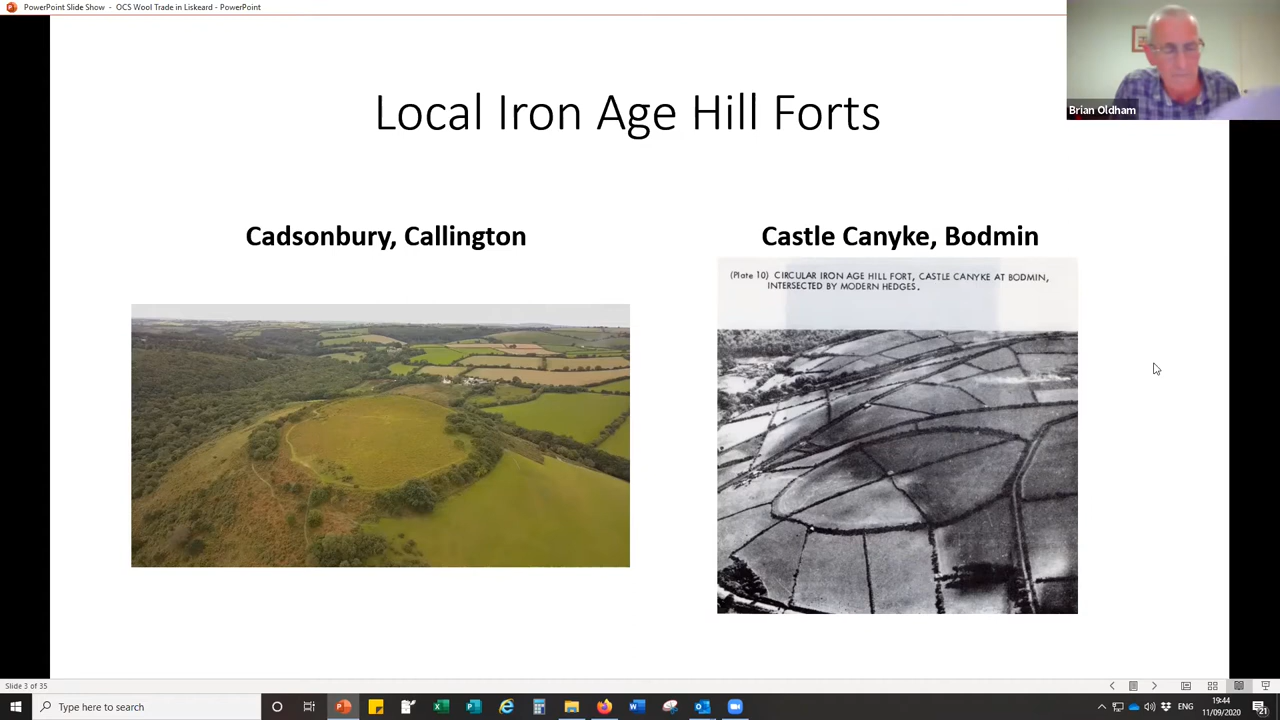 PowerPoint Slide Show - OCS Wool Trade in Liskeard - PowerPoint
Brian Oldham
Local Iron Age Hill Forts
Cadsonbury, Callington
Castle Canyke, Bodmin
(Plate 10) CIRCULAR IRON AGE HILL FORT, CASTLE CANYKE AT BODMIN,
INTERSECTED BY MODERN HEDGES.
Slide 3 of 35
Type here to search
ENG
19:44
11/09/2020
21